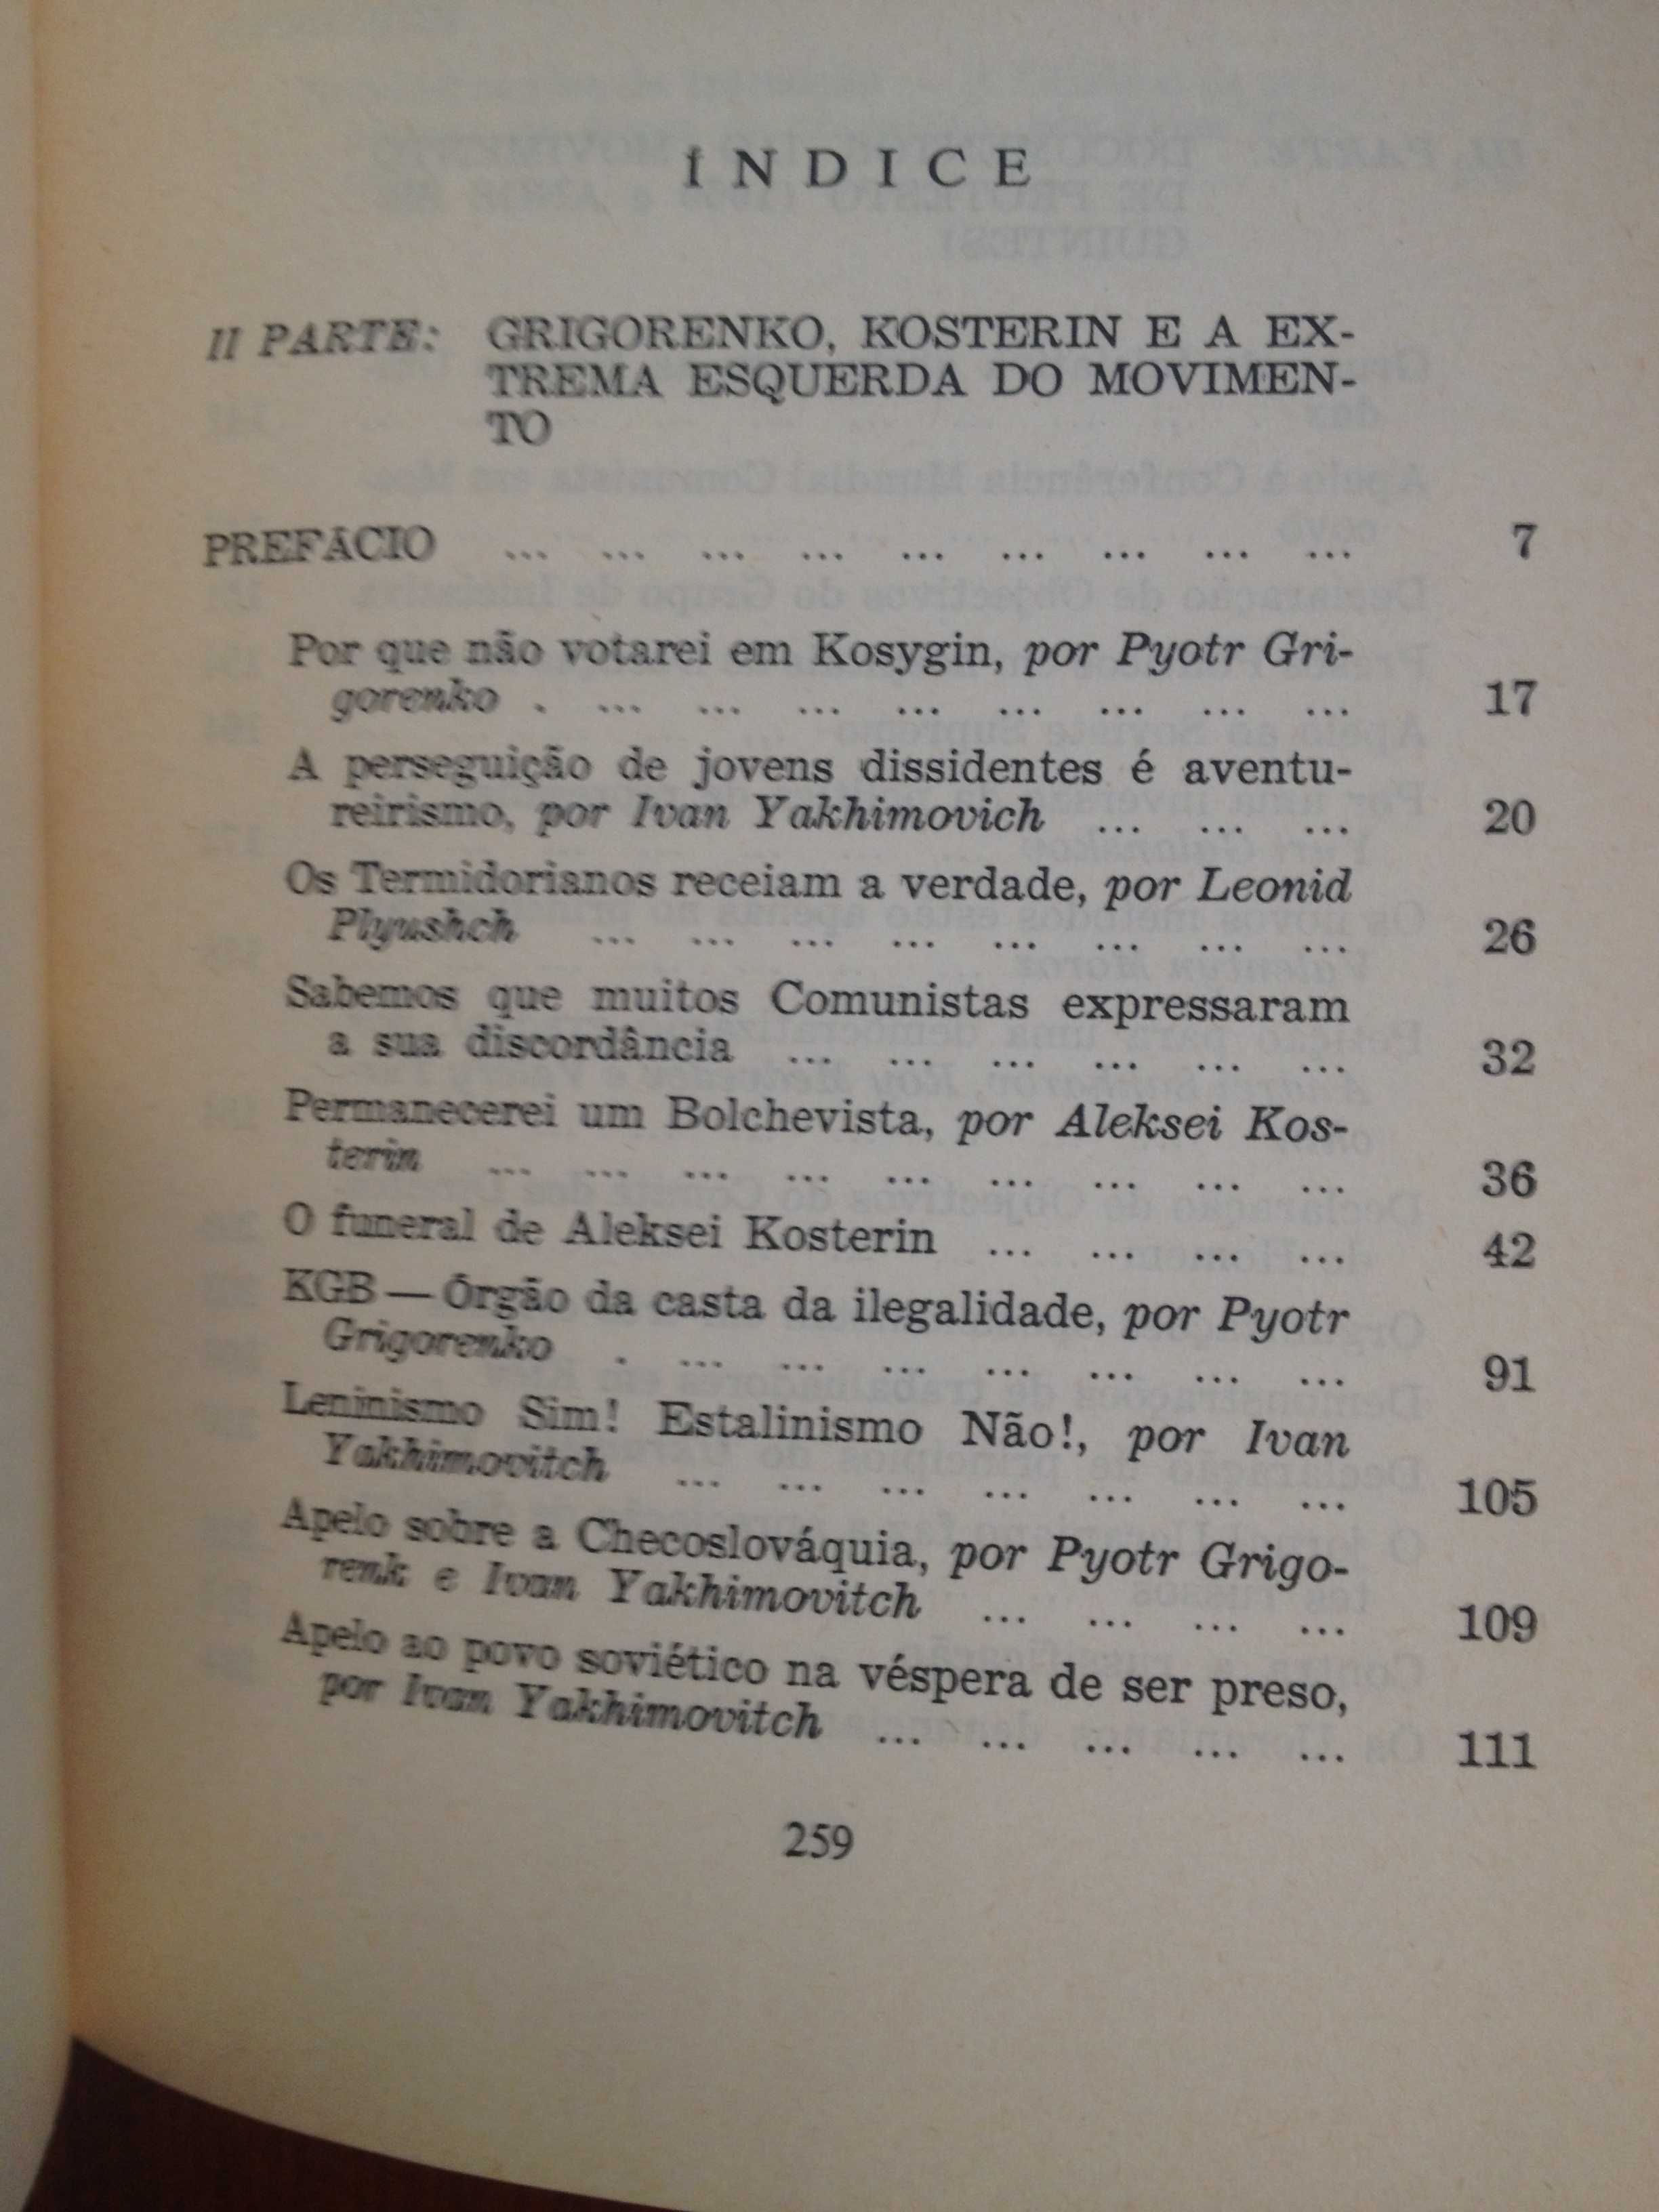 ÍNDICE
II PARTE: GRIGORENKO, KOSTERIN E A EX-
TREMA ESQUERDA DO MOVIMEN-
TO
PREFÁCIO ... ... ... ... ... ... ... ... ... 7
Por que não votarei em Kosygin, por Pyotr Gri-
gorenko . ... ... ... ... ... ... ... ... 17
A perseguição de jovens dissidentes é aventu-
reirismo, por Ivan Yakhimovich ... ... ... 20
Os Termidorianos receiam a verdade, por Leonid
Plyushch ... ... ... ... ... ... ... ... 26
Sabemos que muitos Comunistas expressaram
a sua discordância ... ... ... ... ... ... 32
Permanecerei um Bolchevista, por Aleksei Kos-
terin ... ... ... ... ... ... ... ... ... 36
O funeral de Aleksei Kosterin ... ... ... ... 42
KGB — Órgão da casta da ilegalidade, por Pyotr
Grigorenko . ... ... ... ... ... ... ... 91
Leninismo Sim! Estalinismo Não!, por Ivan
Yakhimovitch ... ... ... ... ... ... ... 105
Apelo sobre a Checoslováquia, por Pyotr Grigo-
renk e Ivan Yakhimovitch ... ... ... ... 109
Apelo ao povo soviético na véspera de ser preso,
por Ivan Yakhimovitch ... ... ... ... ... 111
259